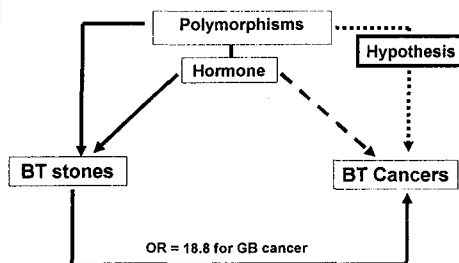 Polymorphisms
Hypothesis
Hormone
BT stones
BT Cancers
OR = 18.8 for GB cancer